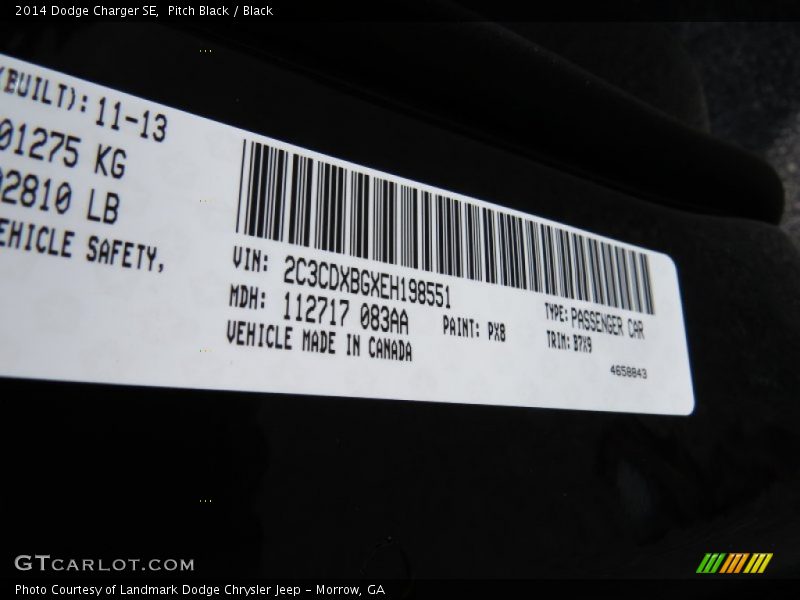 2014 Dodge Charger SE,  Pitch Black / Black
(BUILT): 11-13
01275 KG
02810 LB
VEHICLE SAFETY,
VIN: 2C3CDXBGXEH198551
MDH: 112717 083AA
PAINT: PX8
VEHICLE MADE IN CANADA
TYPE: PASSENGER CAR
TRIM: B7X9
4658843
GTCARLOT.COM
Photo Courtesy of Landmark Dodge Chrysler Jeep - Morrow, GA